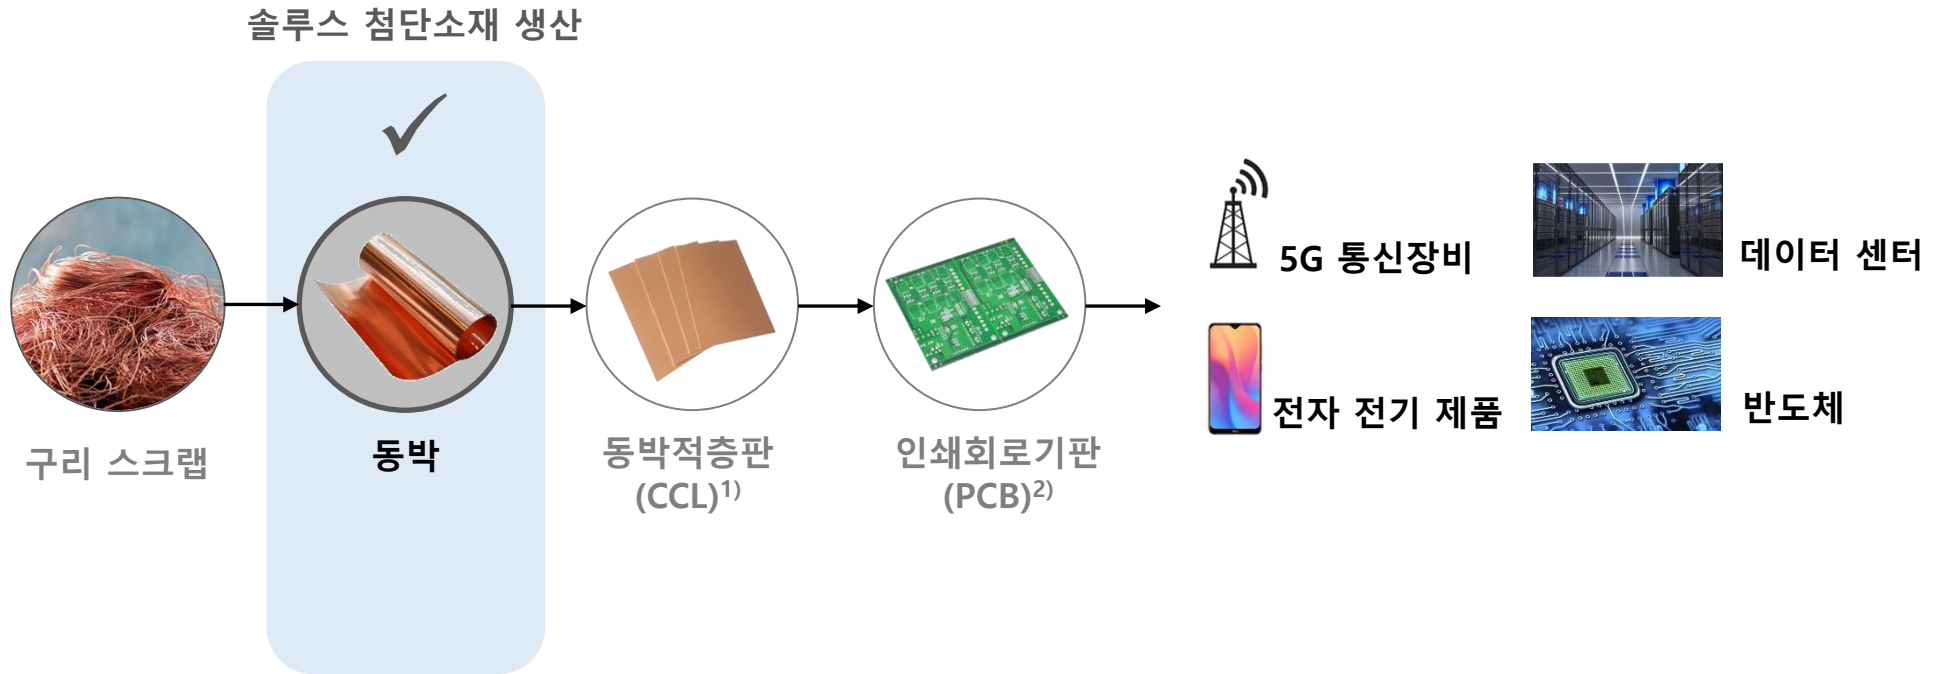 솔루스 첨단소재 생산
구리 스크랩
동박
동박적층판
(CCL)1)
인쇄회로기판
(PCB)2)
5G 통신장비
데이터 센터
전자 전기 제품
반도체